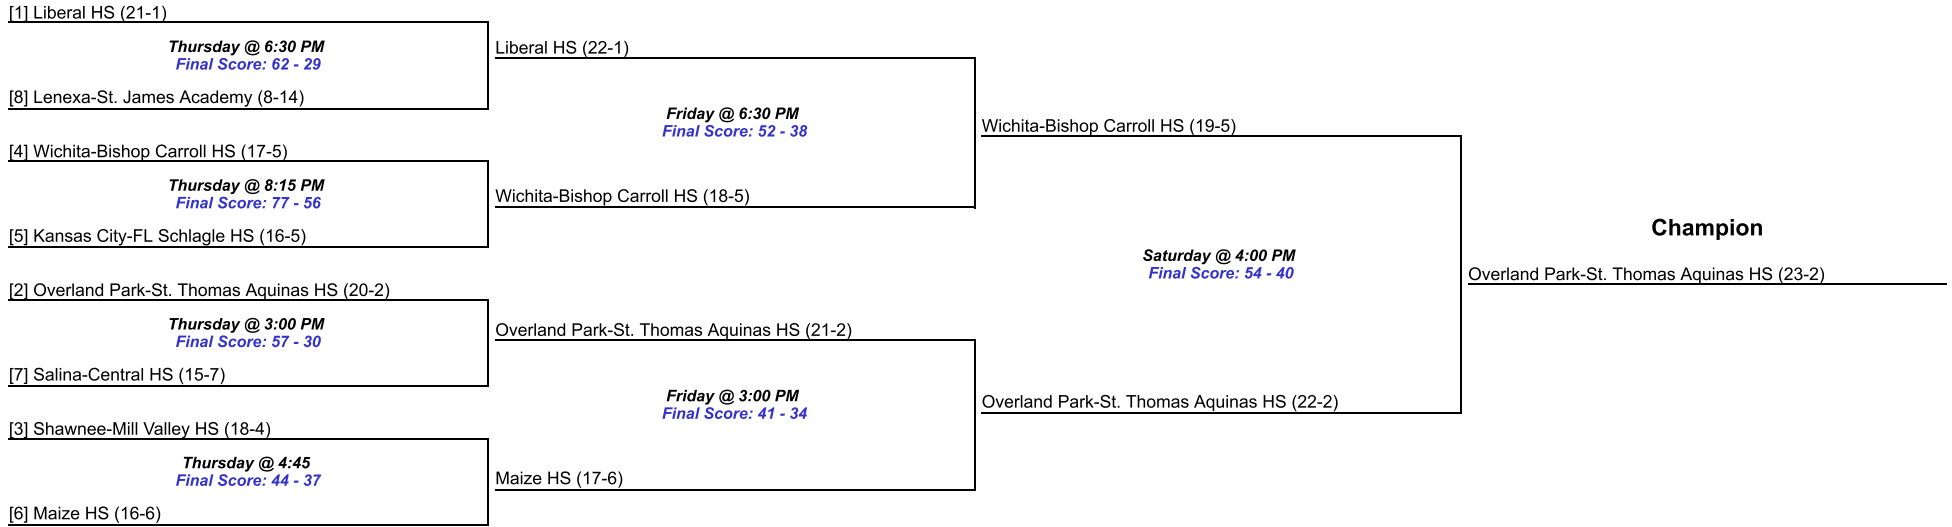 [1] Liberal HS (21-1)
Thursday @ 6:30 PM
Final Score: 62 - 29
[8] Lenexa-St. James Academy (8-14)
[4] Wichita-Bishop Carroll HS (17-5)
Thursday @ 8:15 PM
Final Score: 77 - 56
[5] Kansas City-FL Schlagle HS (16-5)
[2] Overland Park-St. Thomas Aquinas HS (20-2)
Thursday @ 3:00 PM
Final Score: 57 - 30
[7] Salina-Central HS (15-7)
[3] Shawnee-Mill Valley HS (18-4)
Thursday @ 4:45
Final Score: 44 - 37
[6] Maize HS (16-6)
Liberal HS (22-1)
Friday @ 6:30 PM
Final Score: 52 - 38
Wichita-Bishop Carroll HS (18-5)
Overland Park-St. Thomas Aquinas HS (21-2)
Friday @ 3:00 PM
Final Score: 41 - 34
Maize HS (17-6)
Wichita-Bishop Carroll HS (19-5)
Saturday @ 4:00 PM
Final Score: 54 - 40
Overland Park-St. Thomas Aquinas HS (22-2)
Champion
Overland Park-St. Thomas Aquinas HS (23-2)